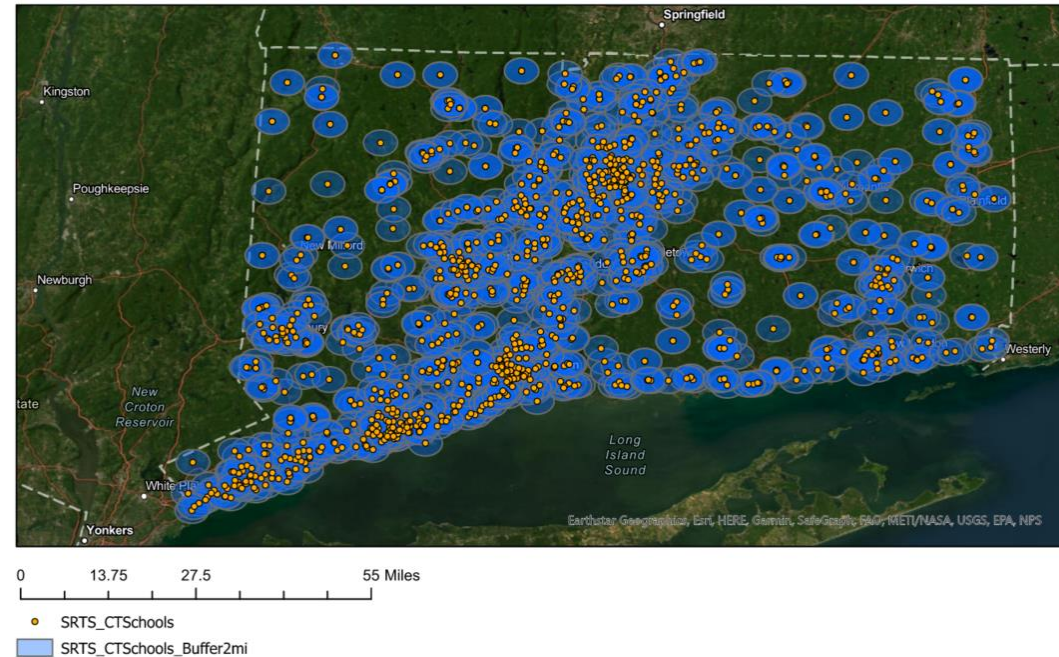 Springfield
Kingston
Poughkeepsie
New Milford
Newburgh
Westerly
New
Croton
Reservoir
Long
Island
Sound
White Pla
Yonkers
Earthstar Geographics, Esri, HERE, Garmin, SafeGraph, FAO, METI/NASA, USGS, EPA, NPS
0 13.75 27.5 55 Miles
SRTS_CTSchools
SRTS_CTSchools_Buffer2mi